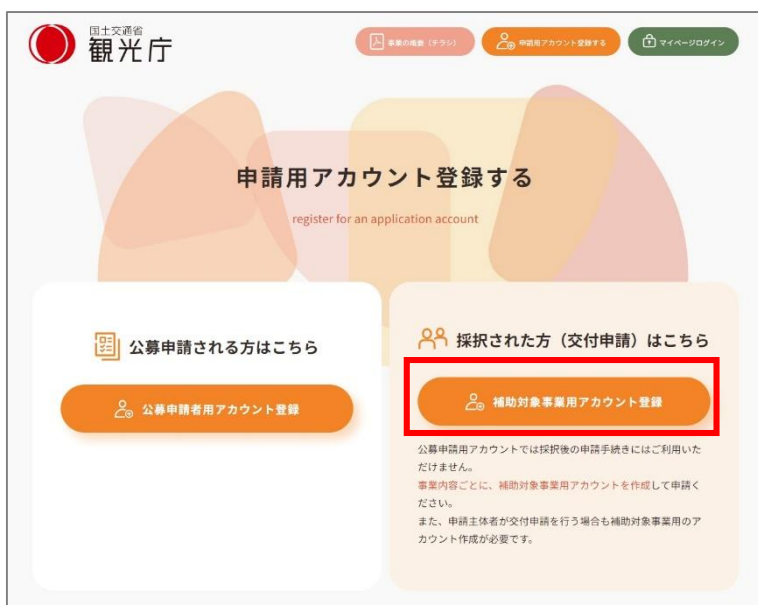 国土交通省
観光庁
事業の概要（チラシ）
申請用アカウント登録する
マイページログイン
申請用アカウント登録する
register for an application account
公募申請される方はこちら
公募申請者用アカウント登録
採択された方（交付申請）はこちら
補助対象事業用アカウント登録
公募申請用アカウントでは採択後の申請手続きにはご利用いた
だけません。
事業内容ごとに、補助対象事業用アカウントを作成して申請く
ださい。
また、申請主体者が交付申請を行う場合も補助対象事業用のア
カウント作成が必要です。